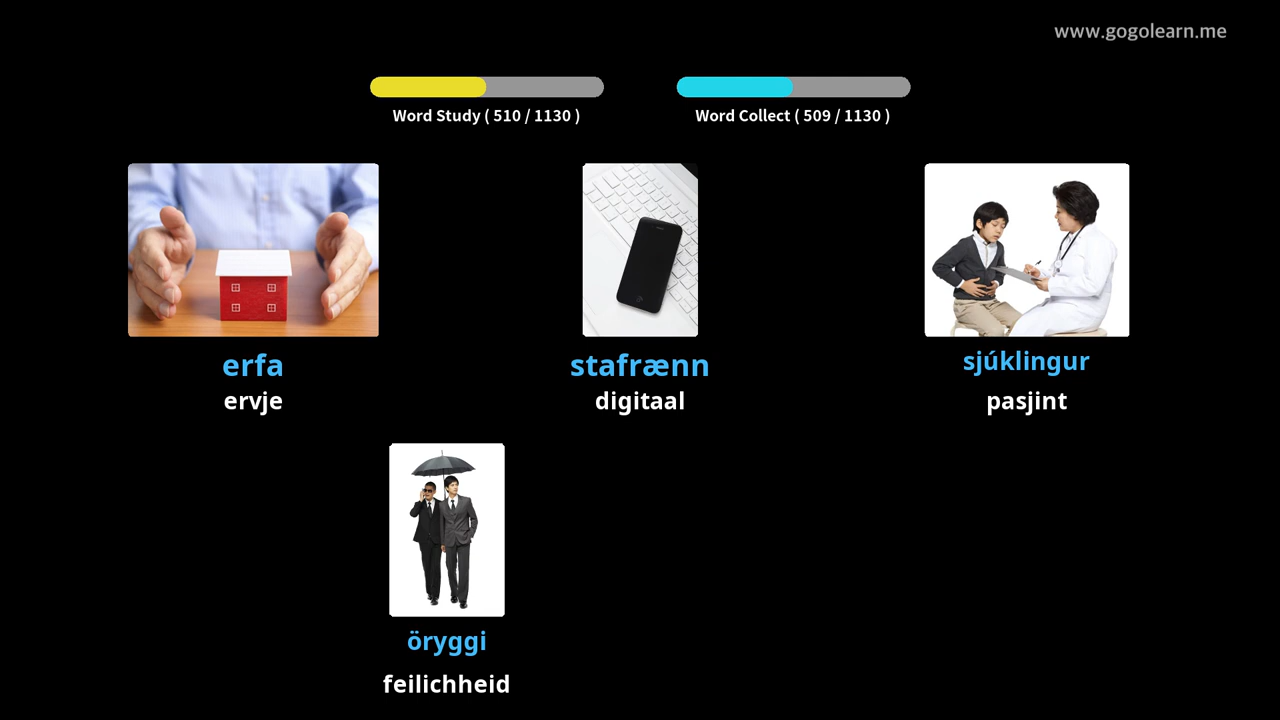 www.gogolearn.me
Word Study ( 510 / 1130 )
Word Collect ( 509 / 1130 )
erfa
ervje
stafrænn
digitaal
sjúklingur
pasjint
öryggi
feilichheid